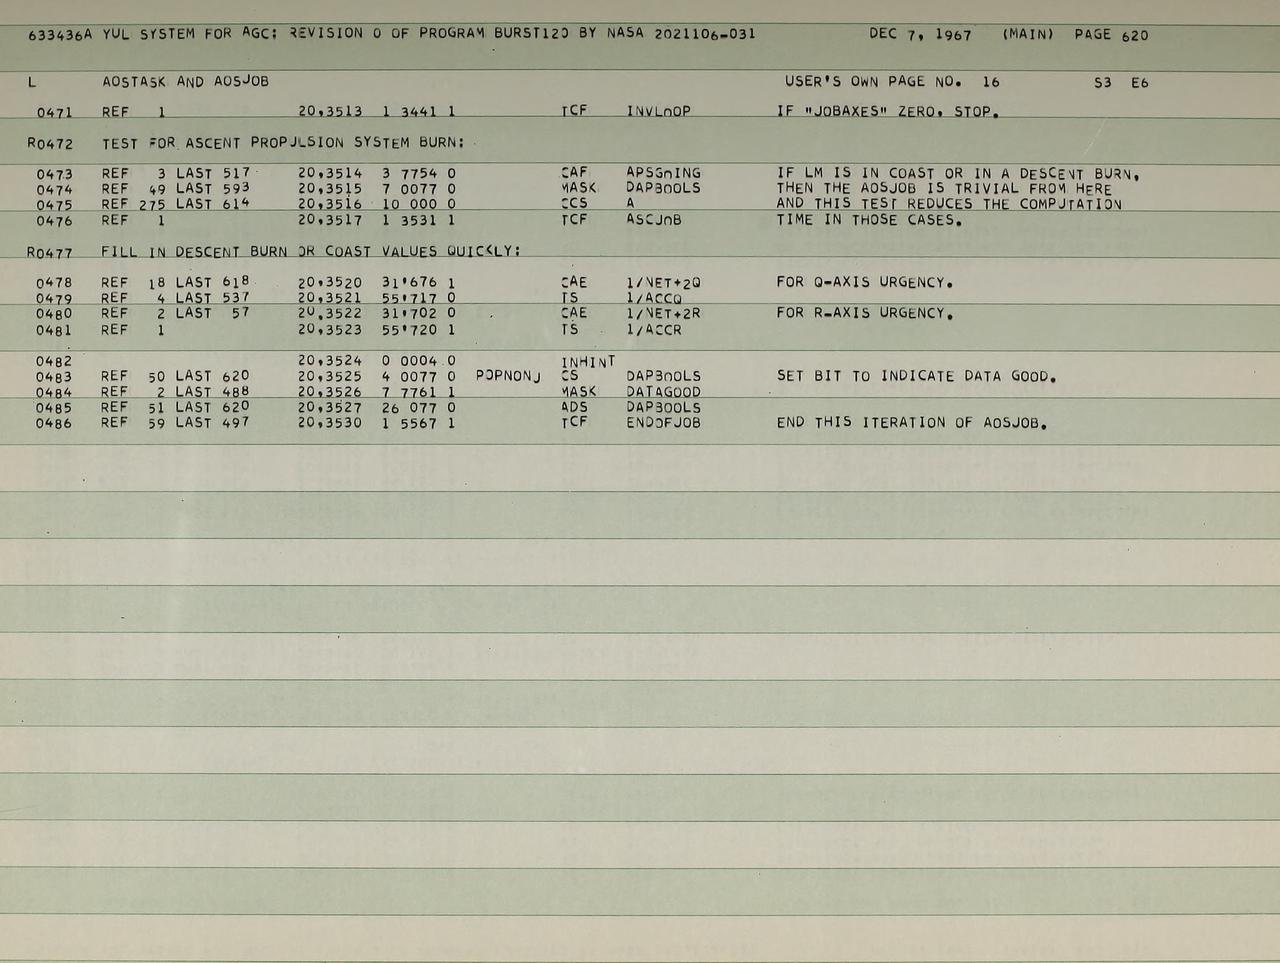 633436A YUL SYSTEM FOR AGC: REVISION 0 OF PROGRAM BURST120 BY NASA 2021106-031 DEC 7, 1967 (MAIN) PAGE 620
L AOSTASK AND AOSJOB USER'S OWN PAGE NO. 16 S3 E6
0471 REF 1 20,3513 1 3441 1 TCF INVLOOP IF "JOBAXES" ZERO, STOP.
R0472 TEST FOR ASCENT PROPULSION SYSTEM BURN:
0473 REF 3 LAST 517 20,3514 3 7754 0 CAF APSGOING IF LM IS IN COAST OR IN A DESCENT BURN,
0474 REF 49 LAST 593 20,3515 7 0077 0 MASK DAPBOOLS THEN THE AOSJOB IS TRIVIAL FROM HERE
0475 REF 275 LAST 614 20,3516 10 000 0 CCS A AND THIS TEST REDUCES THE COMPUTATION
0476 REF 1 20,3517 1 3531 1 TCF ASCJOB TIME IN THOSE CASES.
R0477 FILL IN DESCENT BURN OR COAST VALUES QUICKLY:
0478 REF 18 LAST 618 20,3520 31'676 1 CAE 1/NET+2Q FOR Q-AXIS URGENCY.
0479 REF 4 LAST 537 20,3521 55'717 0 TS 1/ACCQ
0480 REF 2 LAST 57 20,3522 31'702 0 CAE 1/NET+2R FOR R-AXIS URGENCY.
0481 REF 1 20,3523 55'720 1 TS 1/ACCR
0482 20,3524 0 0004 0 INHINT
0483 REF 50 LAST 620 20,3525 4 0077 0 POPNONJ CS DAPBOOLS SET BIT TO INDICATE DATA GOOD.
0484 REF 2 LAST 488 20,3526 7 7761 1 MASK DATAGOOD
0485 REF 51 LAST 620 20,3527 26 077 0 ADS DAPBOOLS
0486 REF 59 LAST 497 20,3530 1 5567 1 TCF ENDOFJOB END THIS ITERATION OF AOSJOB.